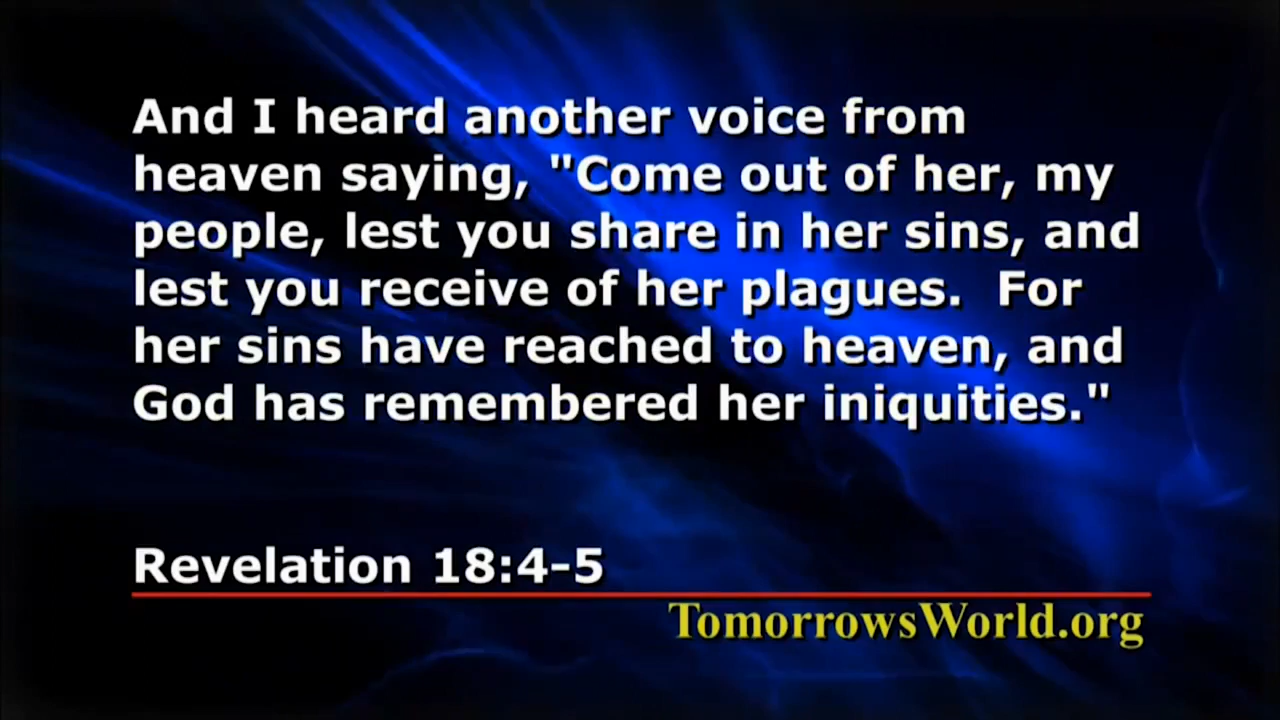 And I heard another voice from
heaven saying, "Come out of her, my
people, lest you share in her sins, and
lest you receive of her plagues.  For
her sins have reached to heaven, and
God has remembered her iniquities."
Revelation 18:4-5
TomorrowsWorld.org